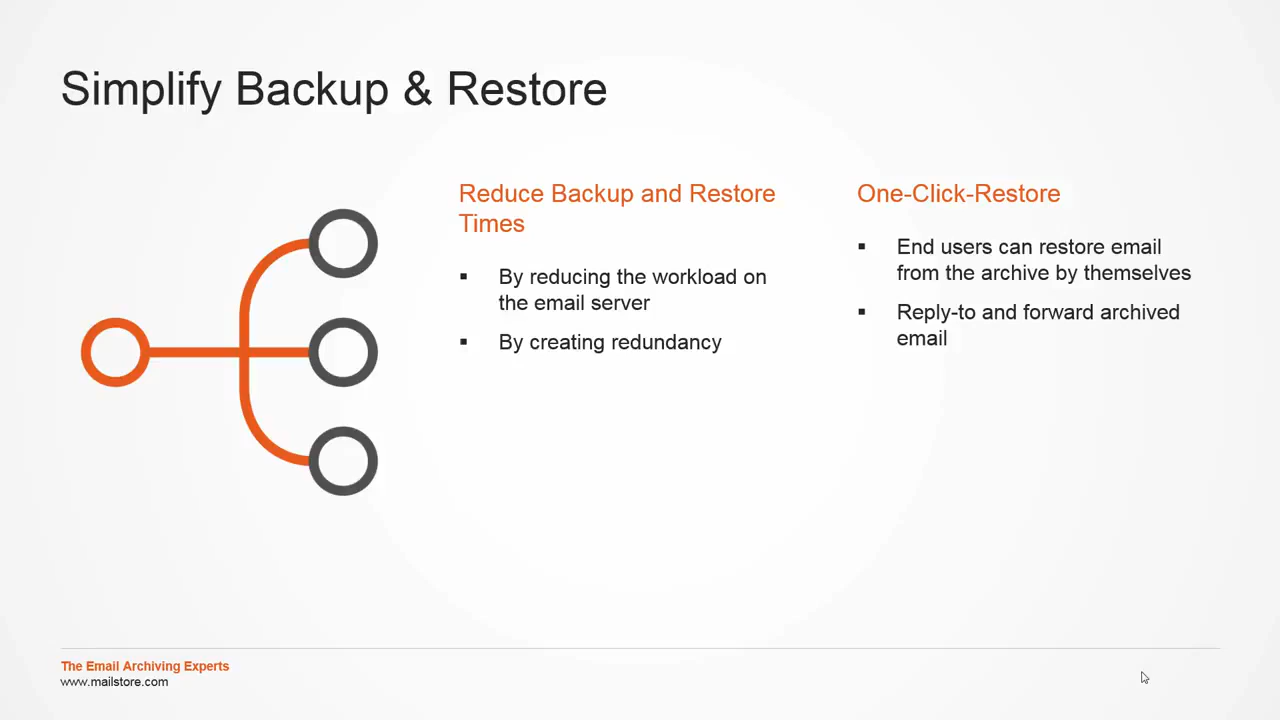 Simplify Backup & Restore
Reduce Backup and Restore
Times
▪ By reducing the workload on
the email server
▪ By creating redundancy
One-Click-Restore
▪ End users can restore email
from the archive by themselves
▪ Reply-to and forward archived
email
The Email Archiving Experts
www.mailstore.com